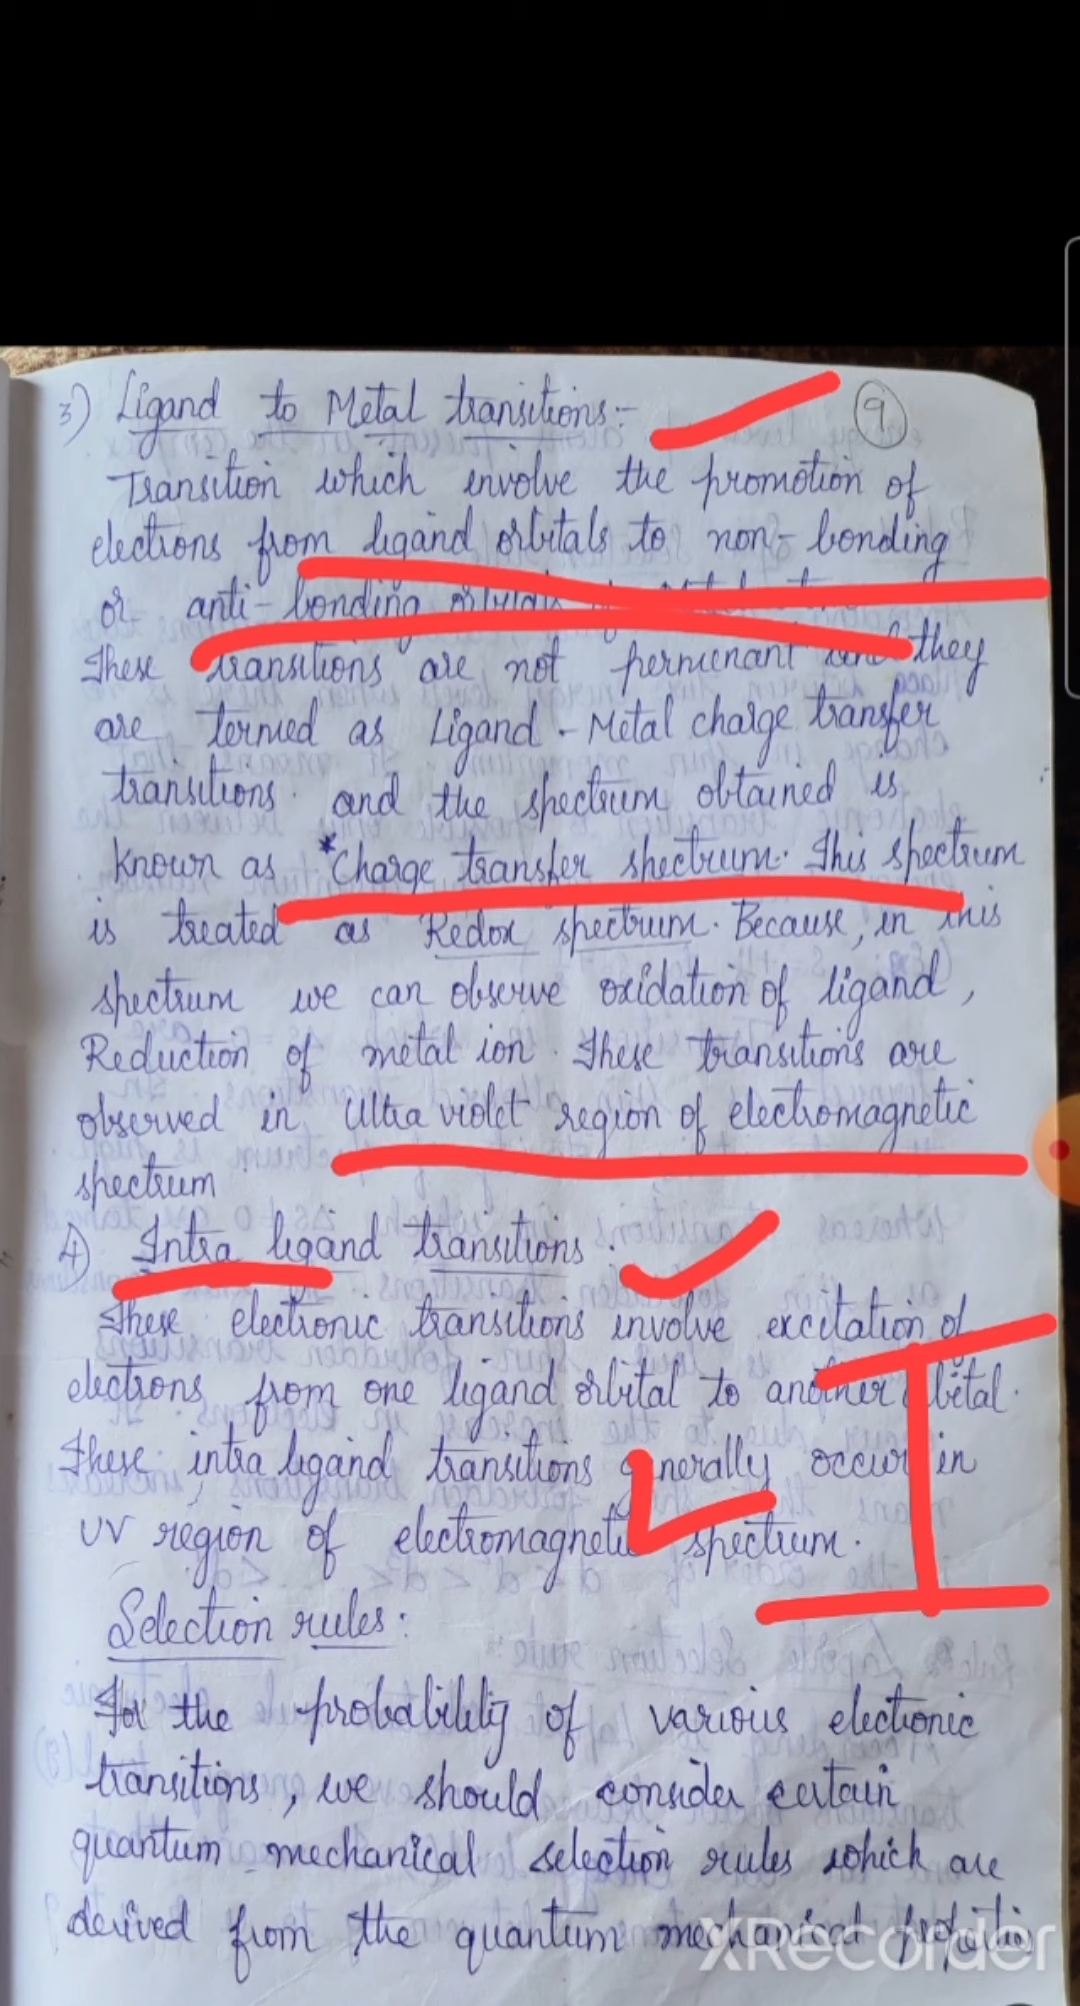 3) Ligand to Metal transitions:-
9
Transition which involve the promotion of
elections from ligand orbitals to non-bonding
or anti-bonding
These transitions are not permenant and they
are termed as Ligand-Metal charge transfer
transitions. and the spectrum obtained is
known as *Charge transfer spectrum. This spectrum
is treated as Redox spectrum. Because, in this
spectrum we can observe oxidation of ligand,
Reduction of metal ion. These transitions are
observed in Ultra violet region of electromagnetic
spectrum
4) Intra ligand transitions.
These electronic transitions involve excitation of
elections from one ligand orbital to another orbital.
These intra ligand transitions generally occur in
UV region of electromagnetic spectrum.
Selection rules:
For the probability of various electronic
transitions, we should consider certain
quantum mechanical selection rules which are
derived from the quantum mechanical properties
XRecorder